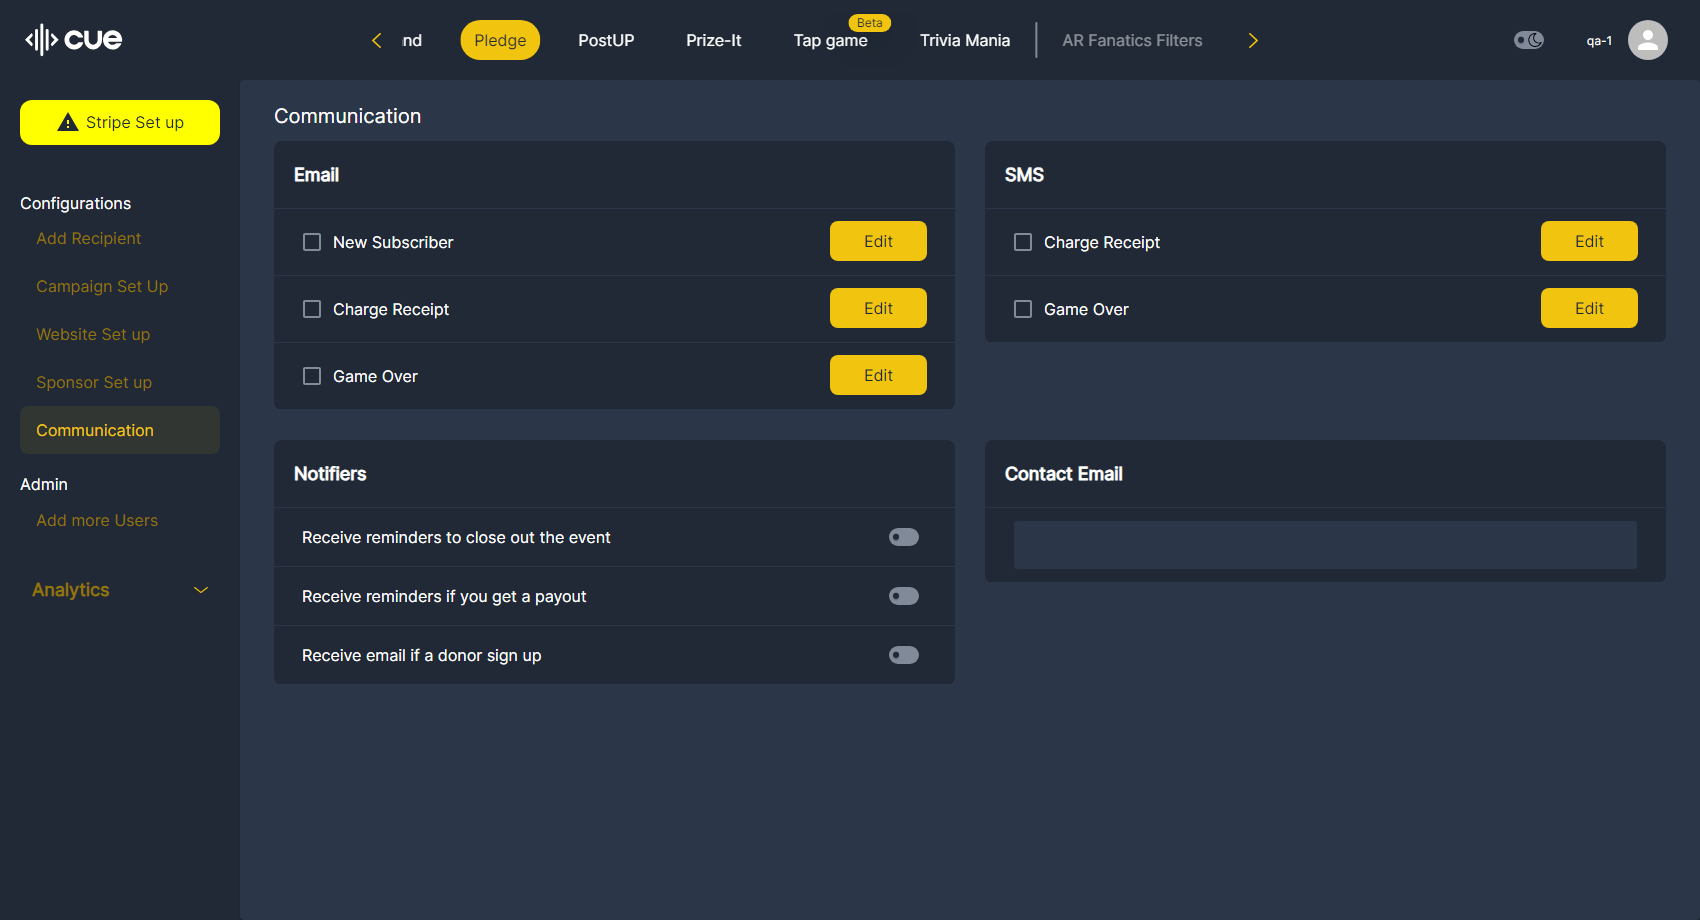 cue
nd
Pledge
PostUP
Prize-It
Tap game
Beta
Trivia Mania
AR Fanatics Filters
qa-1
Stripe Set up
Configurations
Add Recipient
Campaign Set Up
Website Set up
Sponsor Set up
Communication
Admin
Add more Users
Analytics
Communication
Email
New Subscriber
Edit
Charge Receipt
Edit
Game Over
Edit
SMS
Charge Receipt
Edit
Game Over
Edit
Notifiers
Receive reminders to close out the event
Receive reminders if you get a payout
Receive email if a donor sign up
Contact Email